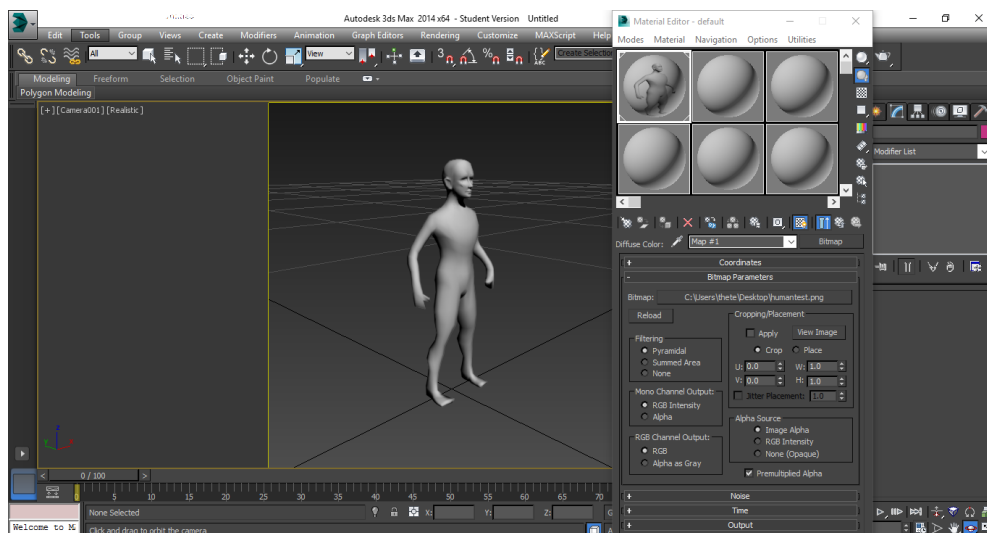 Autodesk 3ds Max 2014 x64 - Student Version Untitled
Edit Tools Group Views Create Modifiers Animation Graph Editors Rendering Customize MAXScript Help
All View Create Selection
Modeling Freeform Selection Object Paint Populate
Polygon Modeling
[+] [Camera001] [Realistic]
z
y
0 / 100
0 5 10 15 20 25 30 35 40 45 50 55 60 65 70
None Selected X: Y: Z:
Welcome to M
Click and drag to orbit the camera
Material Editor - default
Modes Material Navigation Options Utilities
Diffuse Color: Map #1 Bitmap
+ Coordinates
- Bitmap Parameters
Bitmap: C:\Users\thete\Desktop\humantest.png
Reload
Filtering
Pyramidal
Summed Area
None
Mono Channel Output:
RGB Intensity
Alpha
RGB Channel Output:
RGB
Alpha as Gray
Cropping/Placement
Apply View Image
Crop Place
U: 0.0 W: 1.0
V: 0.0 H: 1.0
Jitter Placement: 1.0
Alpha Source
Image Alpha
RGB Intensity
None (Opaque)
Premultiplied Alpha
+ Noise
+ Time
+ Output
Modifier List